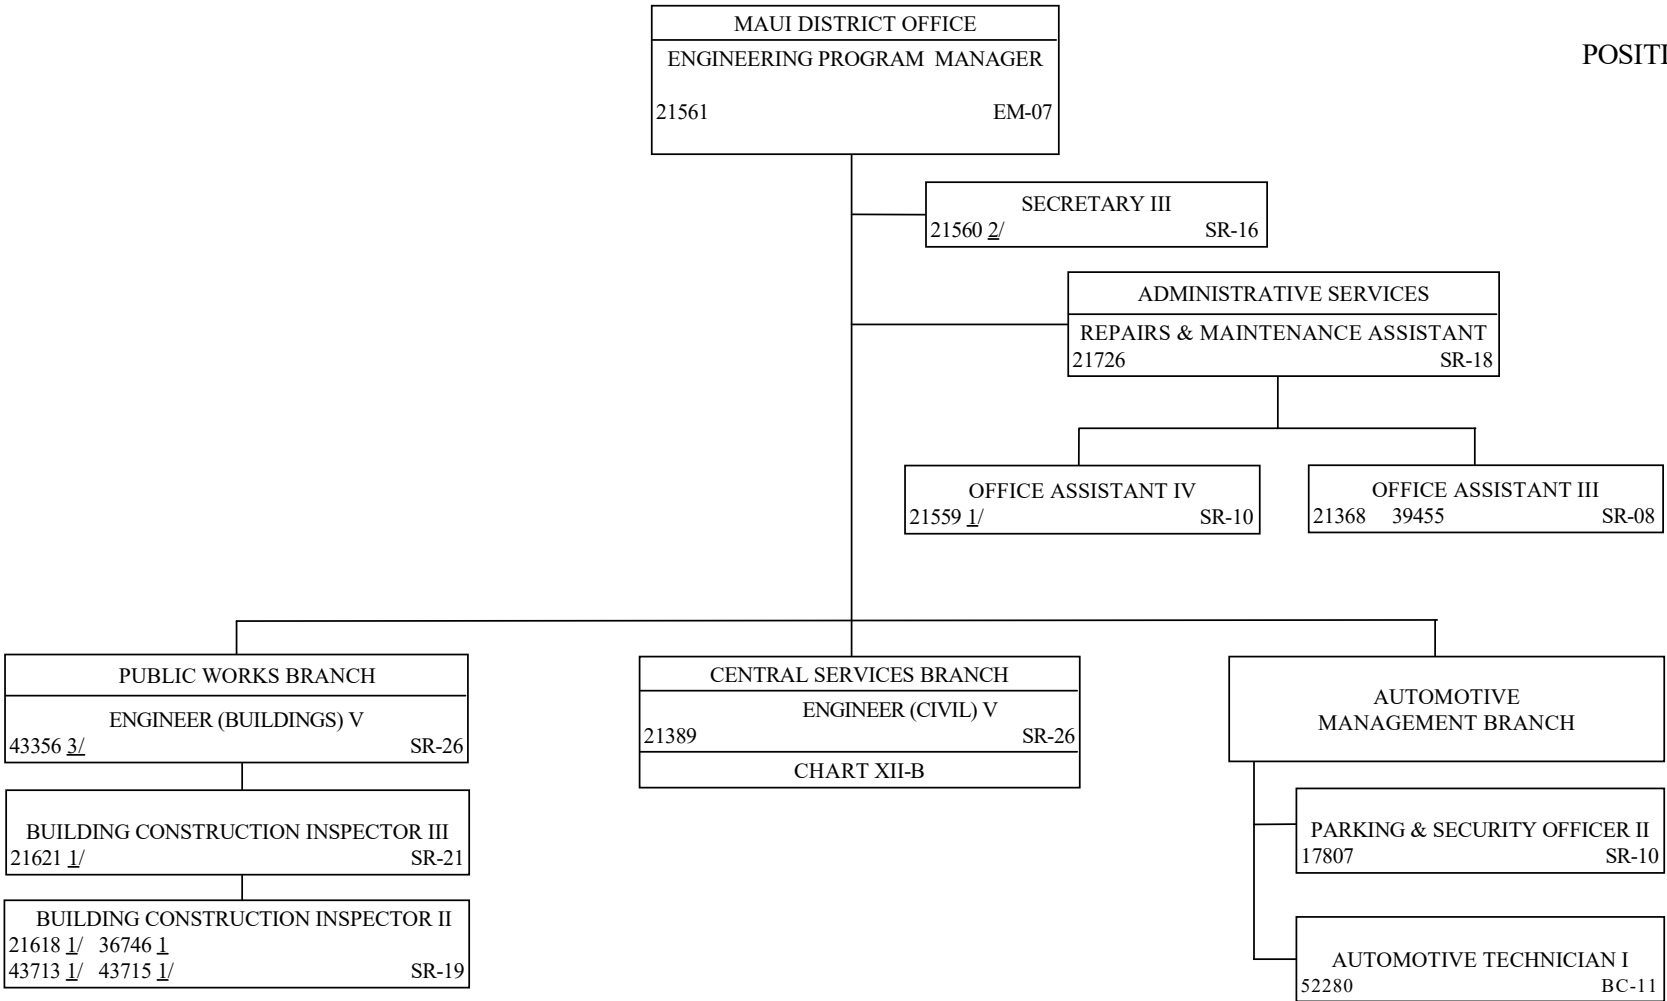 MAUI DISTRICT OFFICE
ENGINEERING PROGRAM MANAGER
21561 EM-07
POSITI
SECRETARY III
21560 2/ SR-16
ADMINISTRATIVE SERVICES
REPAIRS & MAINTENANCE ASSISTANT
21726 SR-18
OFFICE ASSISTANT IV
21559 1/ SR-10
OFFICE ASSISTANT III
21368 39455 SR-08
PUBLIC WORKS BRANCH
ENGINEER (BUILDINGS) V
43356 3/ SR-26
BUILDING CONSTRUCTION INSPECTOR III
21621 1/ SR-21
BUILDING CONSTRUCTION INSPECTOR II
21618 1/ 36746 1
43713 1/ 43715 1/ SR-19
CENTRAL SERVICES BRANCH
ENGINEER (CIVIL) V
21389 SR-26
CHART XII-B
AUTOMOTIVE
MANAGEMENT BRANCH
PARKING & SECURITY OFFICER II
17807 SR-10
AUTOMOTIVE TECHNICIAN I
52280 BC-11